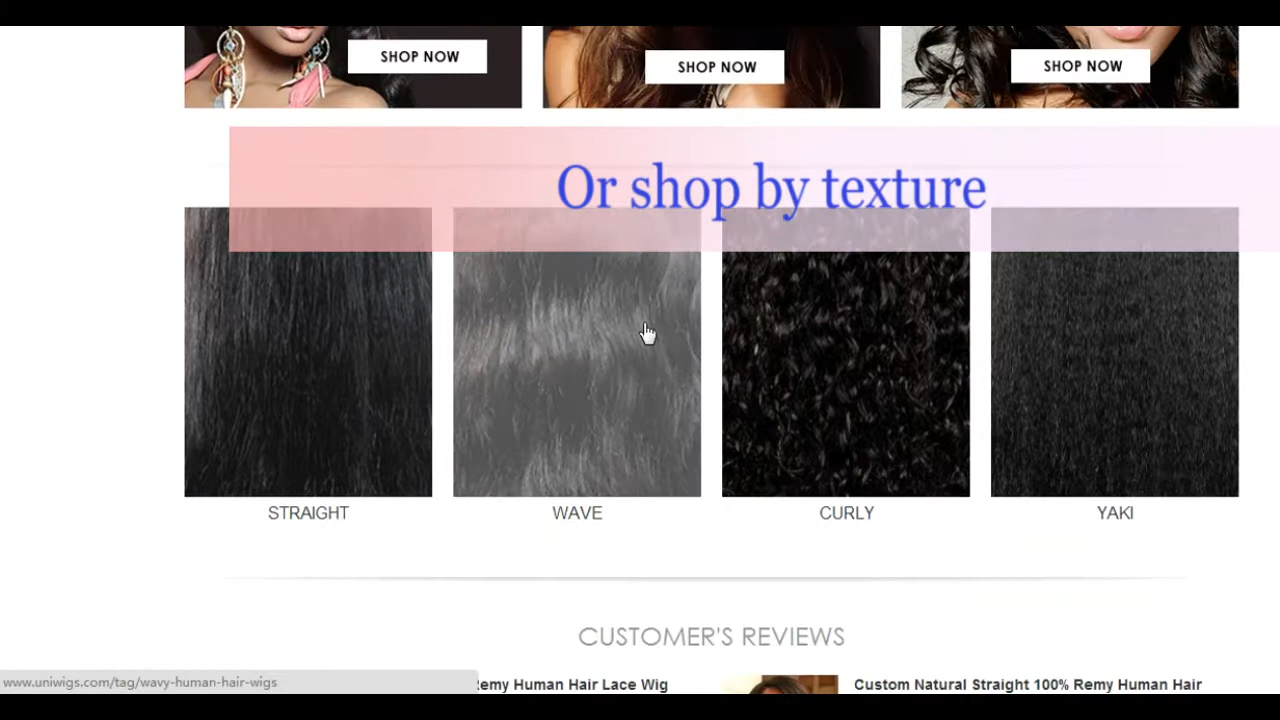 SHOP NOW
SHOP NOW
SHOP NOW
Or shop by texture
STRAIGHT
WAVE
CURLY
YAKI
CUSTOMER'S REVIEWS
www.uniwigs.com/tag/wavy-human-hair-wigs
Remy Human Hair Lace Wig
Custom Natural Straight 100% Remy Human Hair